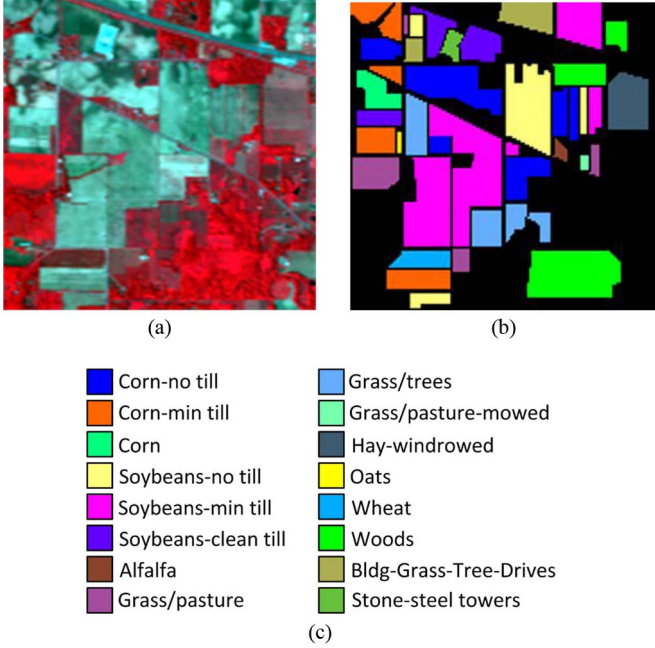 (a)
(b)
Corn-no till
Corn-min till
Corn
Soybeans-no till
Soybeans-min till
Soybeans-clean till
Alfalfa
Grass/pasture
Grass/trees
Grass/pasture-mowed
Hay-windrowed
Oats
Wheat
Woods
Bldg-Grass-Tree-Drives
Stone-steel towers
(c)